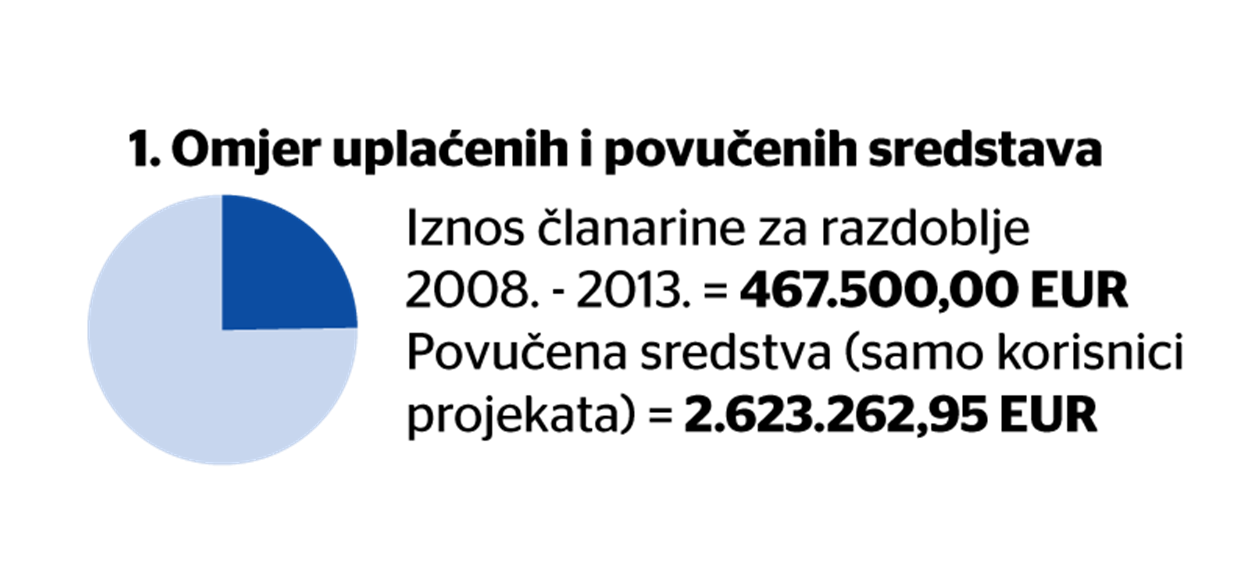 1. Omjer uplaćenih i povučenih sredstava
Iznos članarine za razdoblje
2008. - 2013. = 467.500,00 EUR
Povučena sredstva (samo korisnici
projekata) = 2.623.262,95 EUR